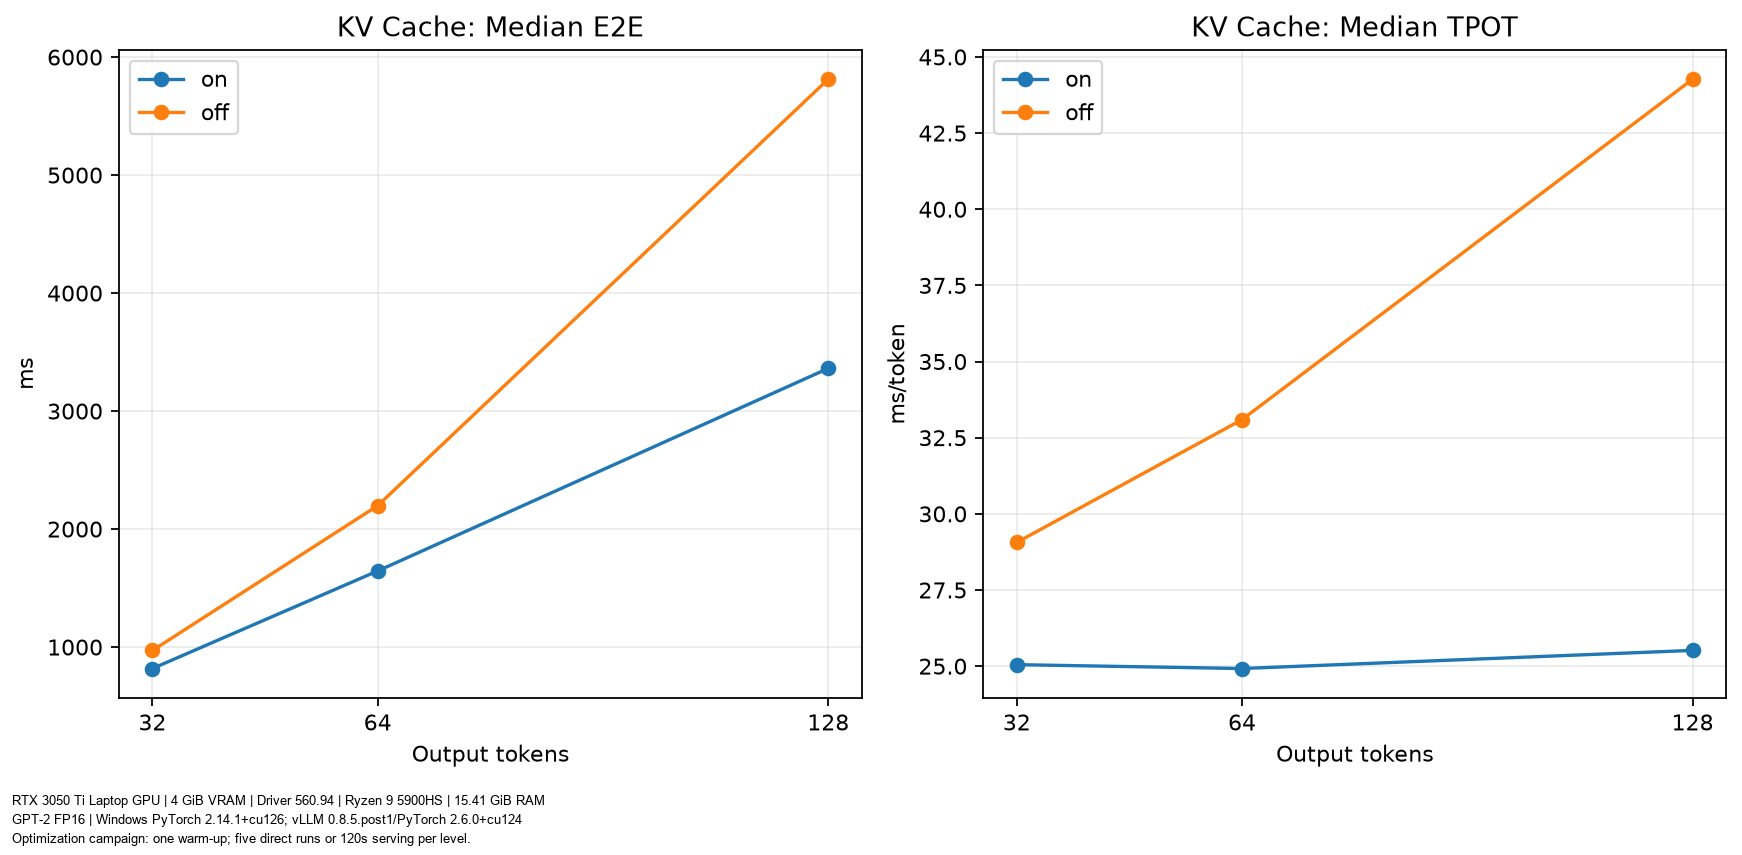 KV Cache: Median E2E
6000
5000
4000
3000
2000
1000
ms
on
off
32
64
128
Output tokens
KV Cache: Median TPOT
45.0
42.5
40.0
37.5
35.0
32.5
30.0
27.5
25.0
ms/token
on
off
32
64
128
Output tokens
RTX 3050 Ti Laptop GPU | 4 GiB VRAM | Driver 560.94 | Ryzen 9 5900HS | 15.41 GiB RAM
GPT-2 FP16 | Windows PyTorch 2.14.1+cu126; vLLM 0.8.5.post1/PyTorch 2.6.0+cu124
Optimization campaign: one warm-up; five direct runs or 120s serving per level.